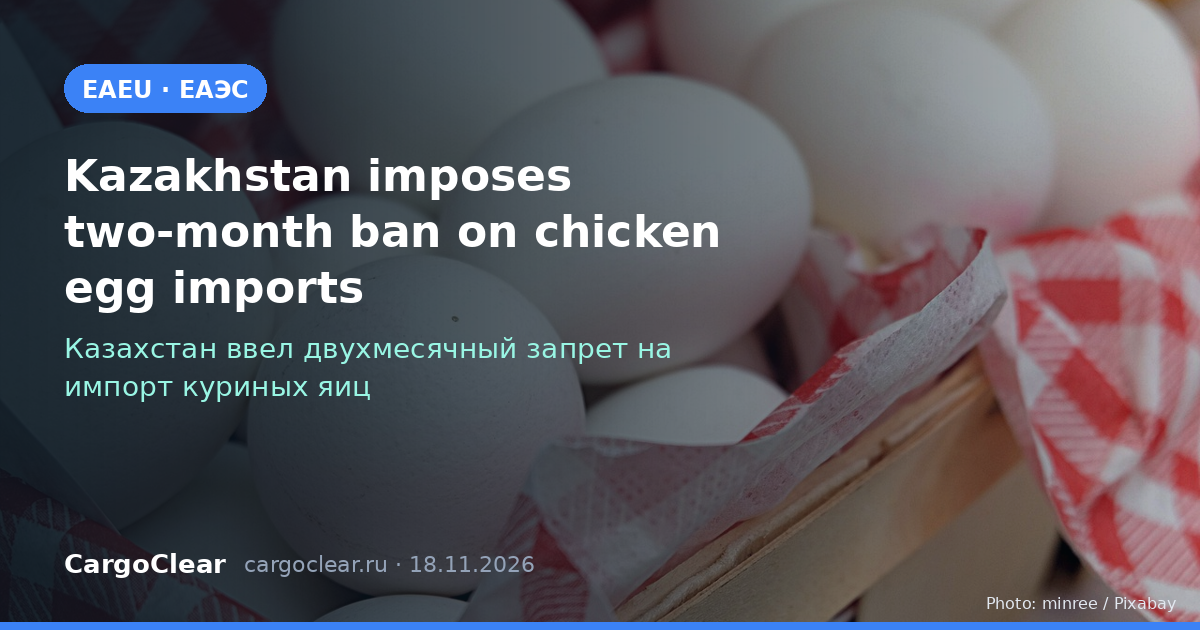 EAEU · ЕАЭС
Kazakhstan imposes
two-month ban on chicken
egg imports
Казахстан ввел двухмесячный запрет на
импорт куриных яиц
CargoClear cargoclear.ru · 18.11.2026
Photo: minree / Pixabay